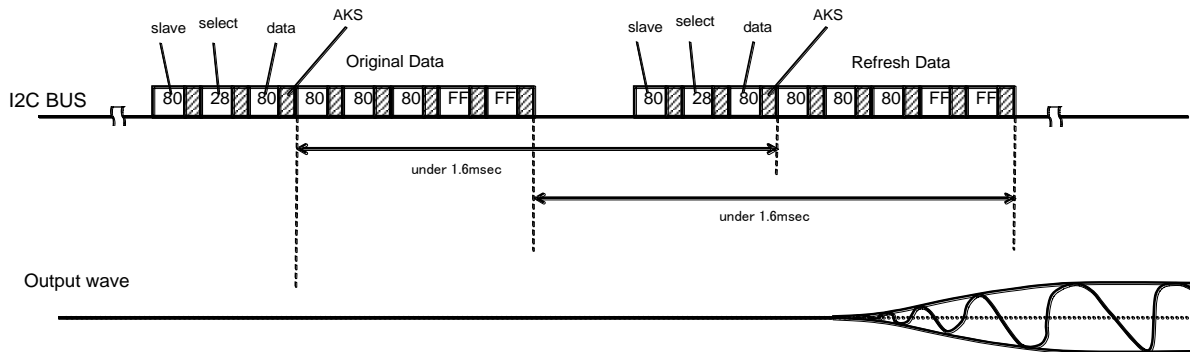 slave select data AKS
Original Data
slave select data AKS
Refresh Data
I2C BUS
80 28 80 80 80 80 FF FF
80 28 80 80 80 80 FF FF
under 1.6msec
under 1.6msec
Output wave